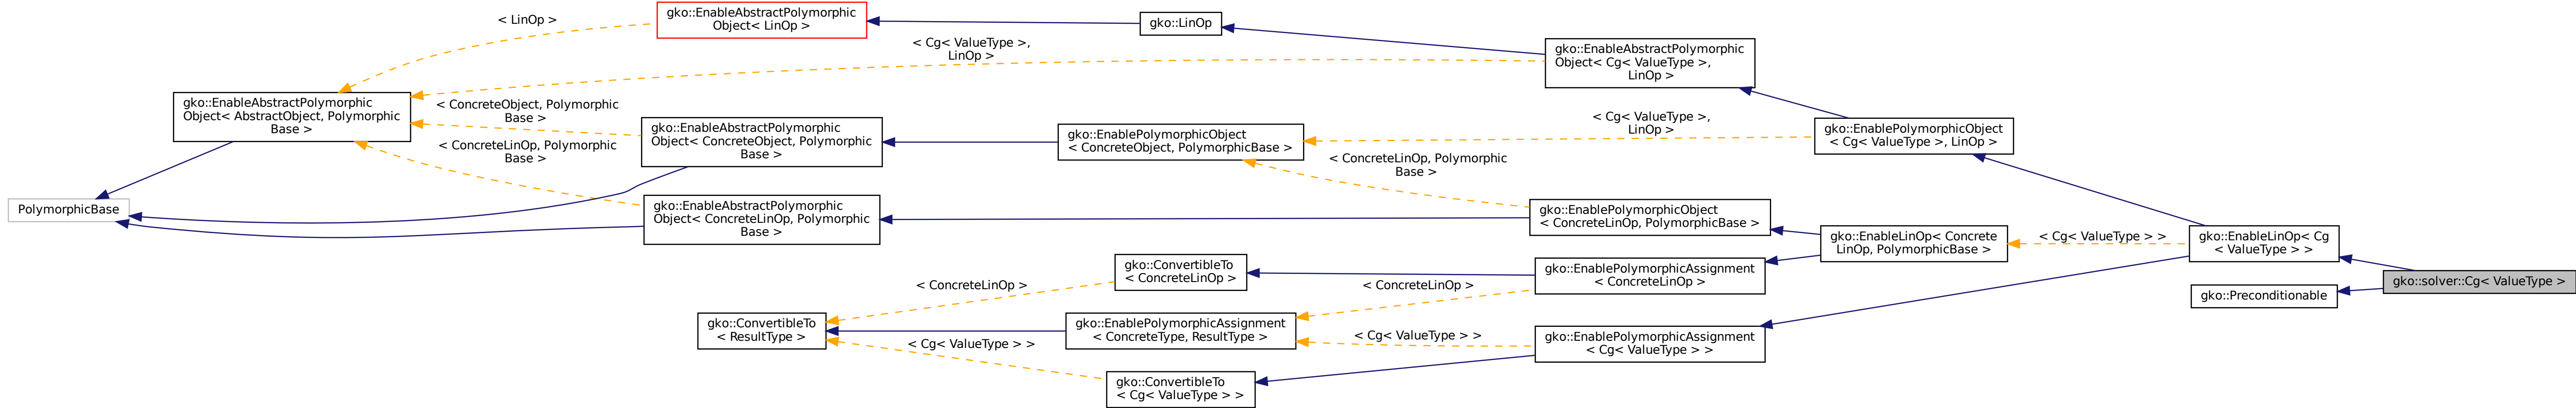 gko::EnableAbstractPolymorphic
Object< LinOp >
< LinOp >
gko::LinOp
< Cg< ValueType >,
LinOp >
gko::EnableAbstractPolymorphic
Object< Cg< ValueType >,
LinOp >
gko::EnableAbstractPolymorphic
Object< AbstractObject, Polymorphic
Base >
< ConcreteObject, Polymorphic
Base >
gko::EnableAbstractPolymorphic
Object< ConcreteObject, Polymorphic
Base >
gko::EnablePolymorphicObject
< ConcreteObject, PolymorphicBase >
< Cg< ValueType >,
LinOp >
gko::EnablePolymorphicObject
< Cg< ValueType >, LinOp >
< ConcreteLinOp, Polymorphic
Base >
< ConcreteLinOp, Polymorphic
Base >
PolymorphicBase
gko::EnableAbstractPolymorphic
Object< ConcreteLinOp, Polymorphic
Base >
gko::EnablePolymorphicObject
< ConcreteLinOp, PolymorphicBase >
gko::EnableLinOp< Concrete
LinOp, PolymorphicBase >
< Cg< ValueType > >
gko::EnableLinOp< Cg
< ValueType > >
gko::ConvertibleTo
< ConcreteLinOp >
gko::EnablePolymorphicAssignment
< ConcreteLinOp >
gko::solver::Cg< ValueType >
< ConcreteLinOp >
< ConcreteLinOp >
gko::Preconditionable
gko::ConvertibleTo
< ResultType >
gko::EnablePolymorphicAssignment
< ConcreteType, ResultType >
< Cg< ValueType > >
gko::EnablePolymorphicAssignment
< Cg< ValueType > >
< Cg< ValueType > >
gko::ConvertibleTo
< Cg< ValueType > >